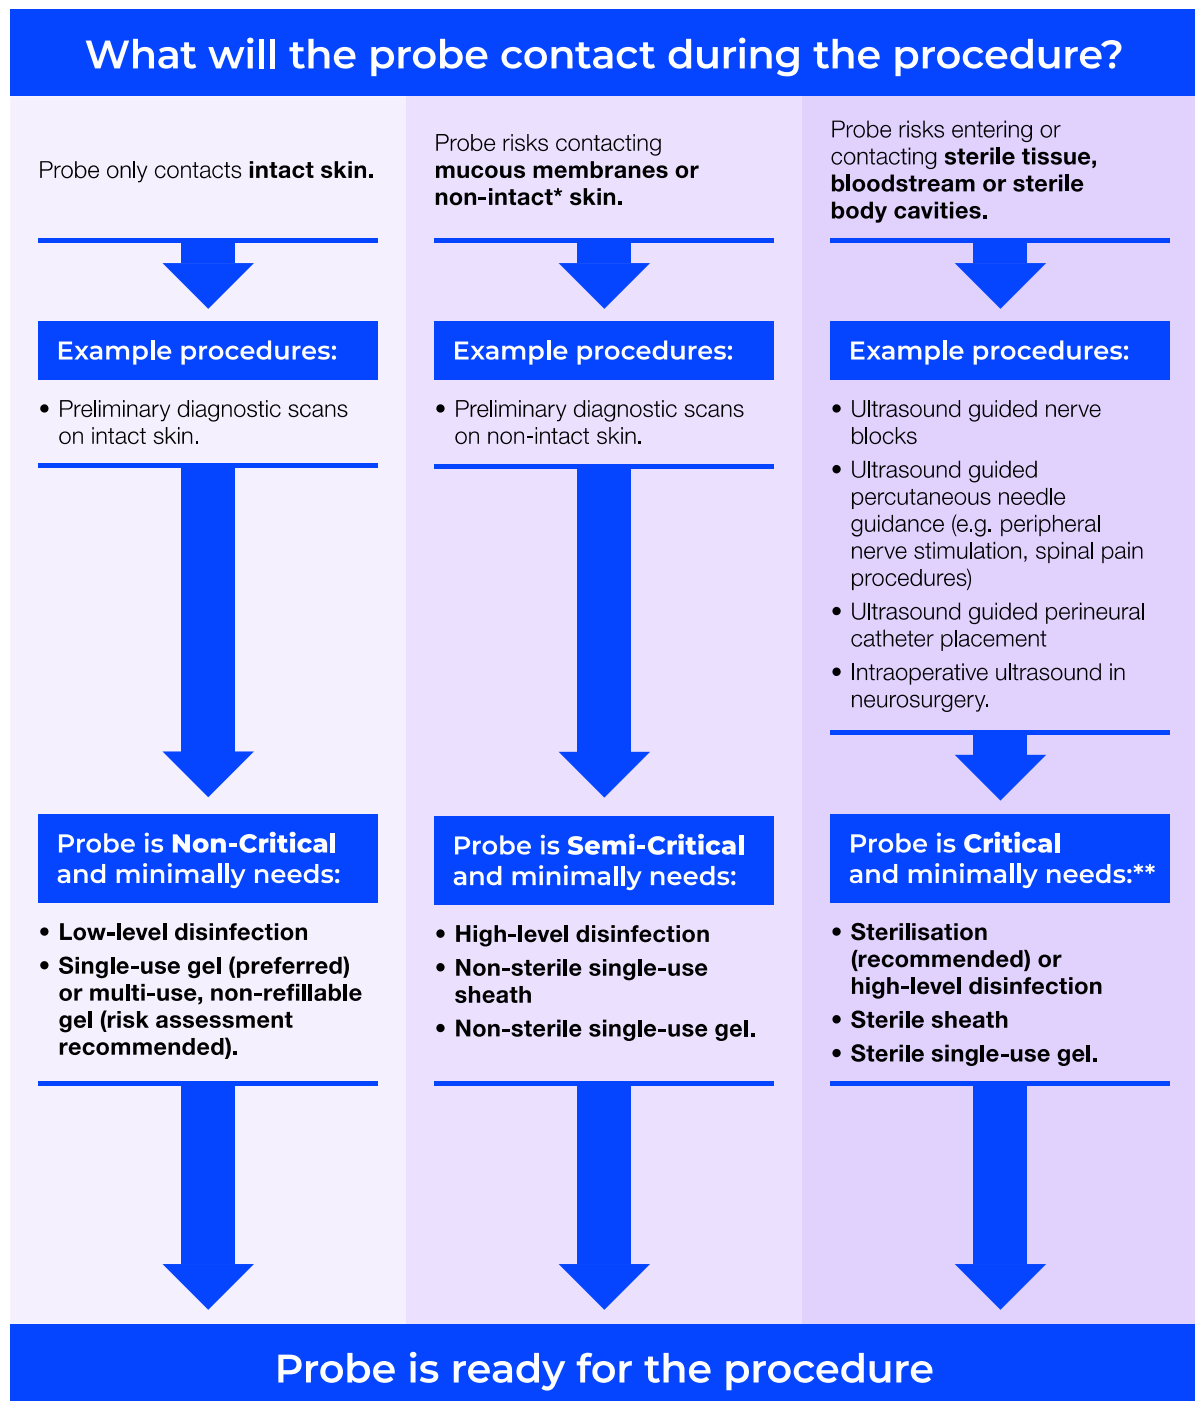 What will the probe contact during the procedure?
Probe only contacts intact skin.
Example procedures:
• Preliminary diagnostic scans
on intact skin.
Probe is Non-Critical
and minimally needs:
• Low-level disinfection
• Single-use gel (preferred)
or multi-use, non-refillable
gel (risk assessment
recommended).
Probe risks contacting
mucous membranes or
non-intact* skin.
Example procedures:
• Preliminary diagnostic scans
on non-intact skin.
Probe is Semi-Critical
and minimally needs:
• High-level disinfection
• Non-sterile single-use
sheath
• Non-sterile single-use gel.
Probe risks entering or
contacting sterile tissue,
bloodstream or sterile
body cavities.
Example procedures:
• Ultrasound guided nerve
blocks
• Ultrasound guided
percutaneous needle
guidance (e.g. peripheral
nerve stimulation, spinal pain
procedures)
• Ultrasound guided perineural
catheter placement
• Intraoperative ultrasound in
neurosurgery.
Probe is Critical
and minimally needs:**
• Sterilisation
(recommended) or
high-level disinfection
• Sterile sheath
• Sterile single-use gel.
Probe is ready for the procedure